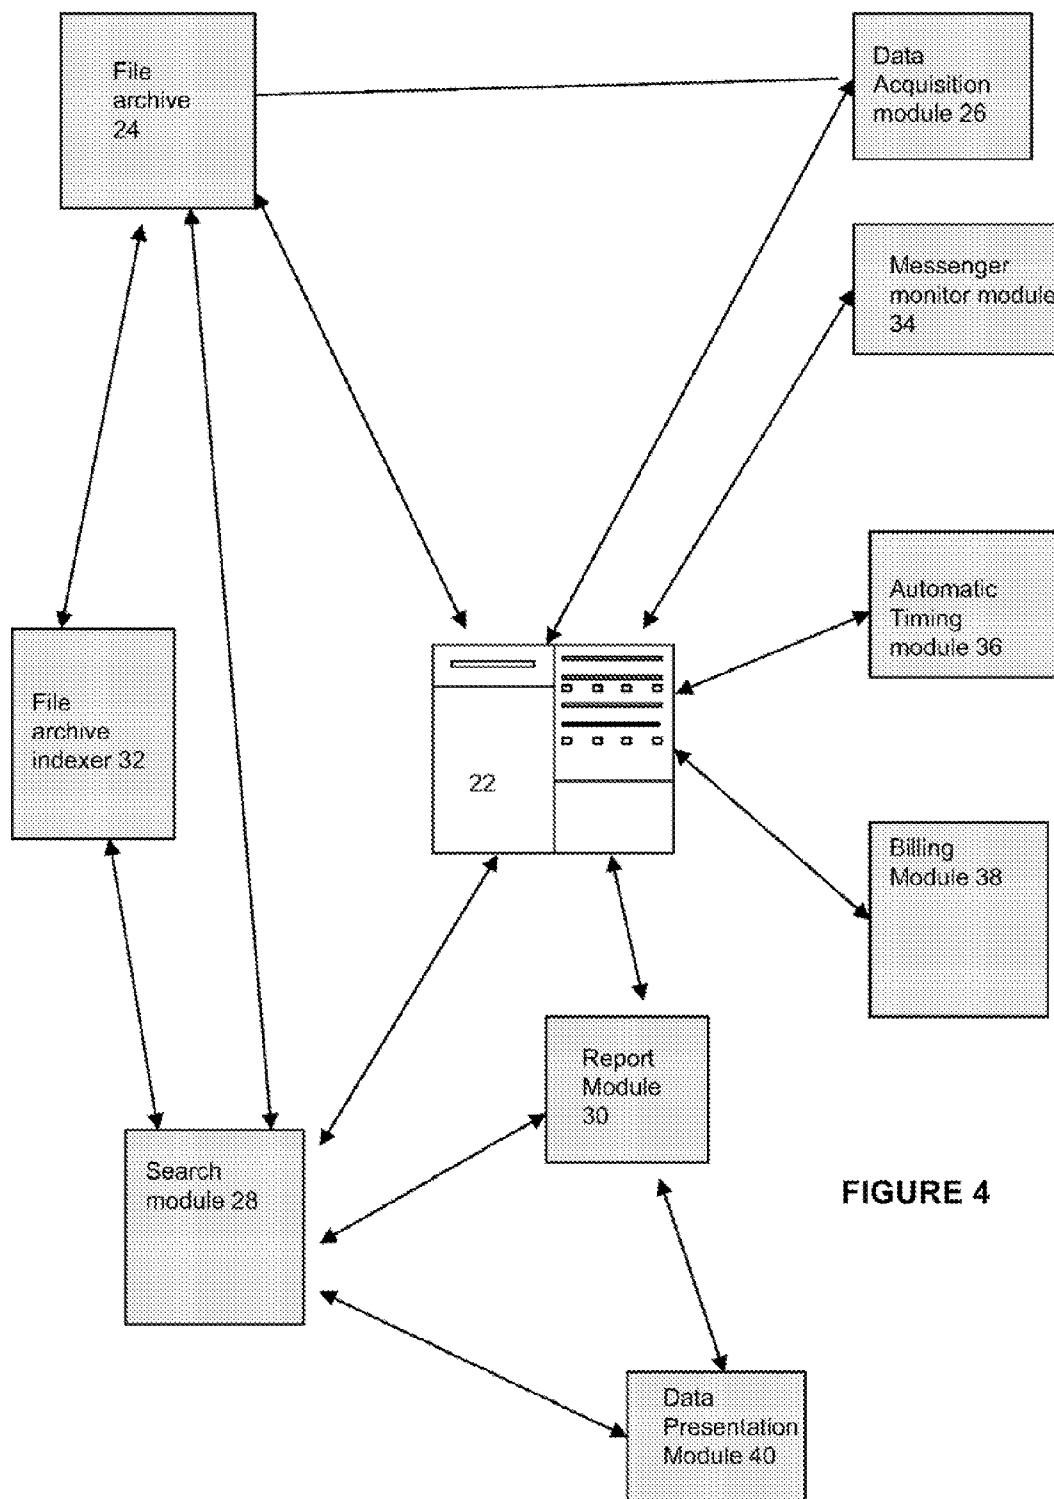 File
archive
24
Data
Acquisition
module 26
Messenger
monitor module
34
Automatic
Timing
module 36
File
archive
indexer 32
22
Billing
Module 38
Report
Module
30
Search
module 28
FIGURE 4
Data
Presentation
Module 40